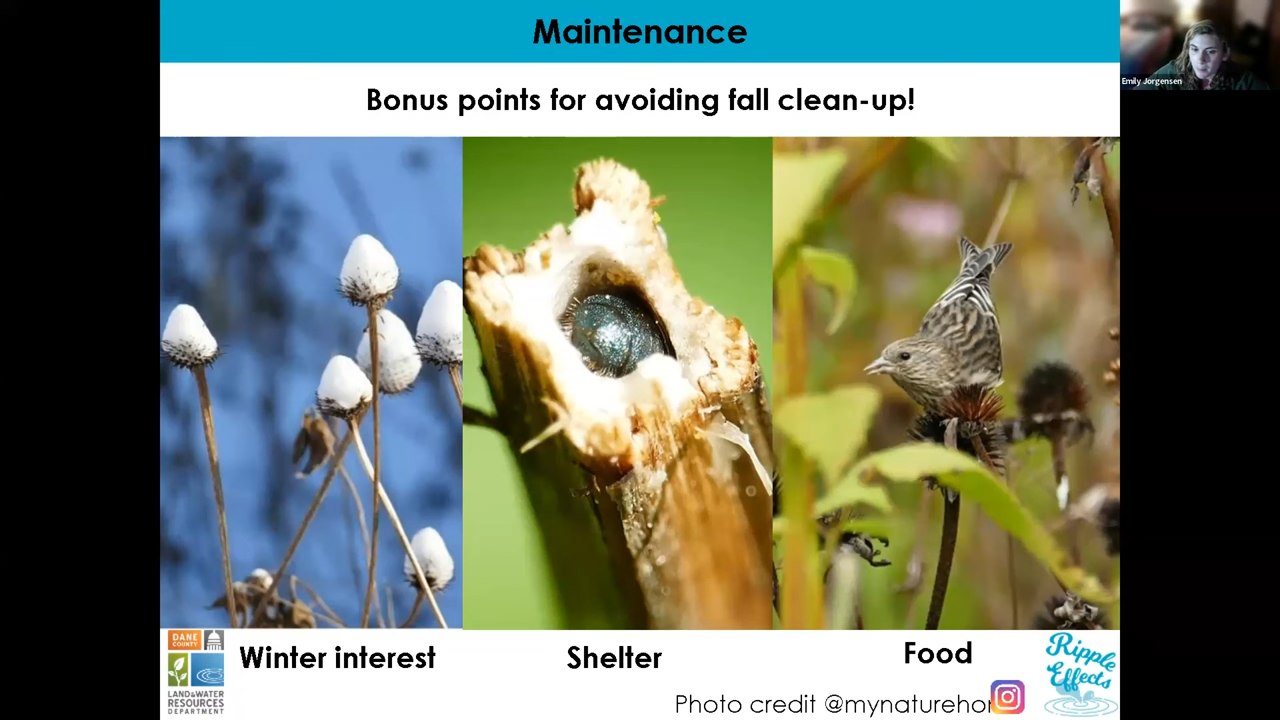 Maintenance
Emily Jorgensen
Bonus points for avoiding fall clean-up!
Winter interest
Shelter
Food
DANE
COUNTY
LAND & WATER
RESOURCES
DEPARTMENT
Ripple
Effects
Photo credit @mynatureho